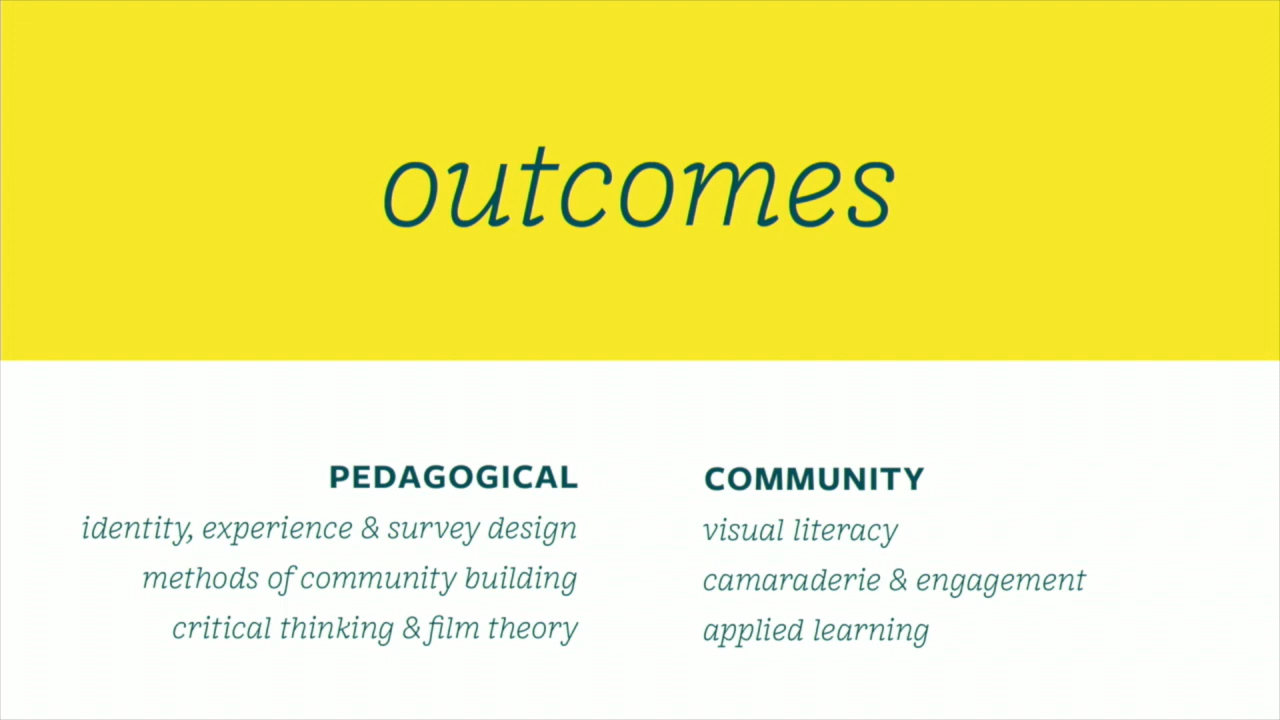 outcomes
PEDAGOGICAL
identity, experience & survey design
methods of community building
critical thinking & film theory
COMMUNITY
visual literacy
camaraderie & engagement
applied learning